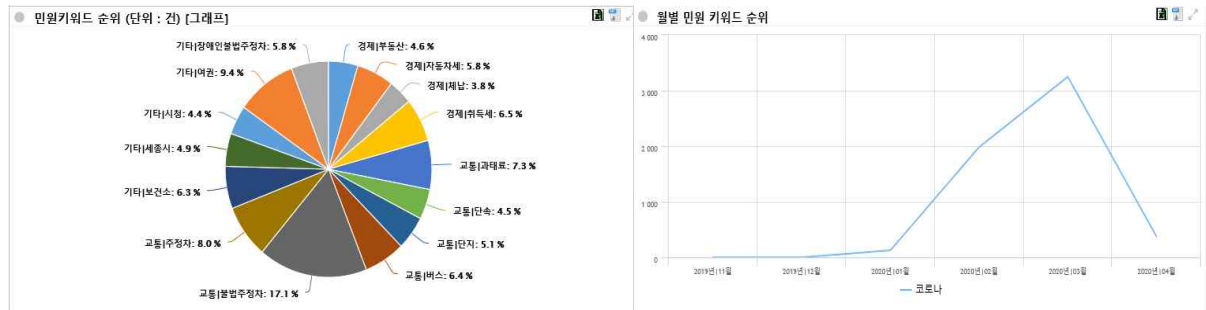 민원키워드 순위 (단위 : 건) [그래프]
경제|부동산: 4.6 %
경제|자동차세: 5.8 %
경제|체납: 3.8 %
경제|취득세: 6.5 %
교통|과태료: 7.3 %
교통|단속: 4.5 %
교통|단지: 5.1 %
교통|버스: 6.4 %
교통|불법주정차: 17.1 %
교통|주정차: 8.0 %
기타|보건소: 6.3 %
기타|세종시: 4.9 %
기타|시청: 4.4 %
기타|여권: 9.4 %
기타|장애인불법주정차: 5.8 %
월별 민원 키워드 순위
4 000
3 000
2 000
1 000
0
2019년|11월 2019년|12월 2020년|01월 2020년|02월 2020년|03월 2020년|04월
코로나